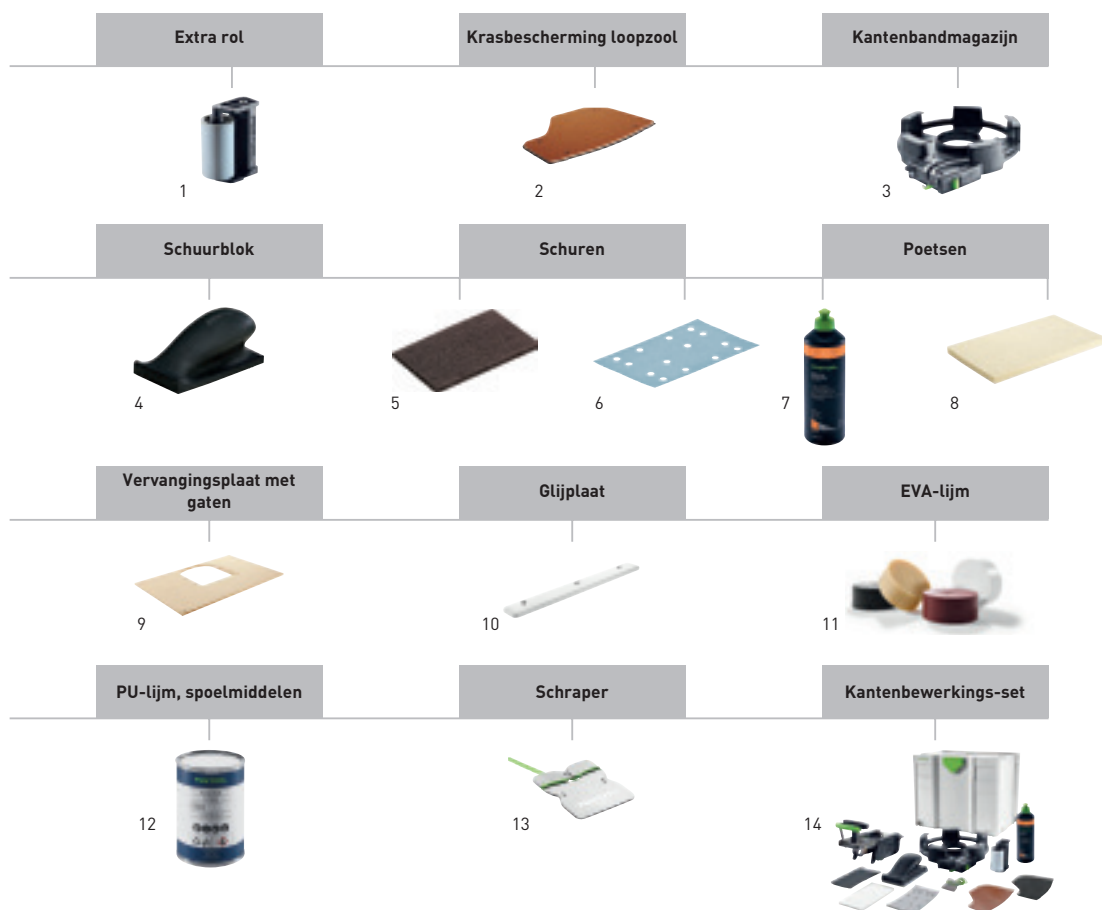 Extra rol
Krasbescherming loopzool
Kantenbandmagazijn
1
2
3
Schuurblok
Schuren
Poetsen
4
5
6
7
8
Vervangingsplaat met
gaten
Glijplaat
EVA-lijm
9
10
11
PU-lijm, spoelmiddelen
Schraper
Kantenbewerkings-set
12
13
14